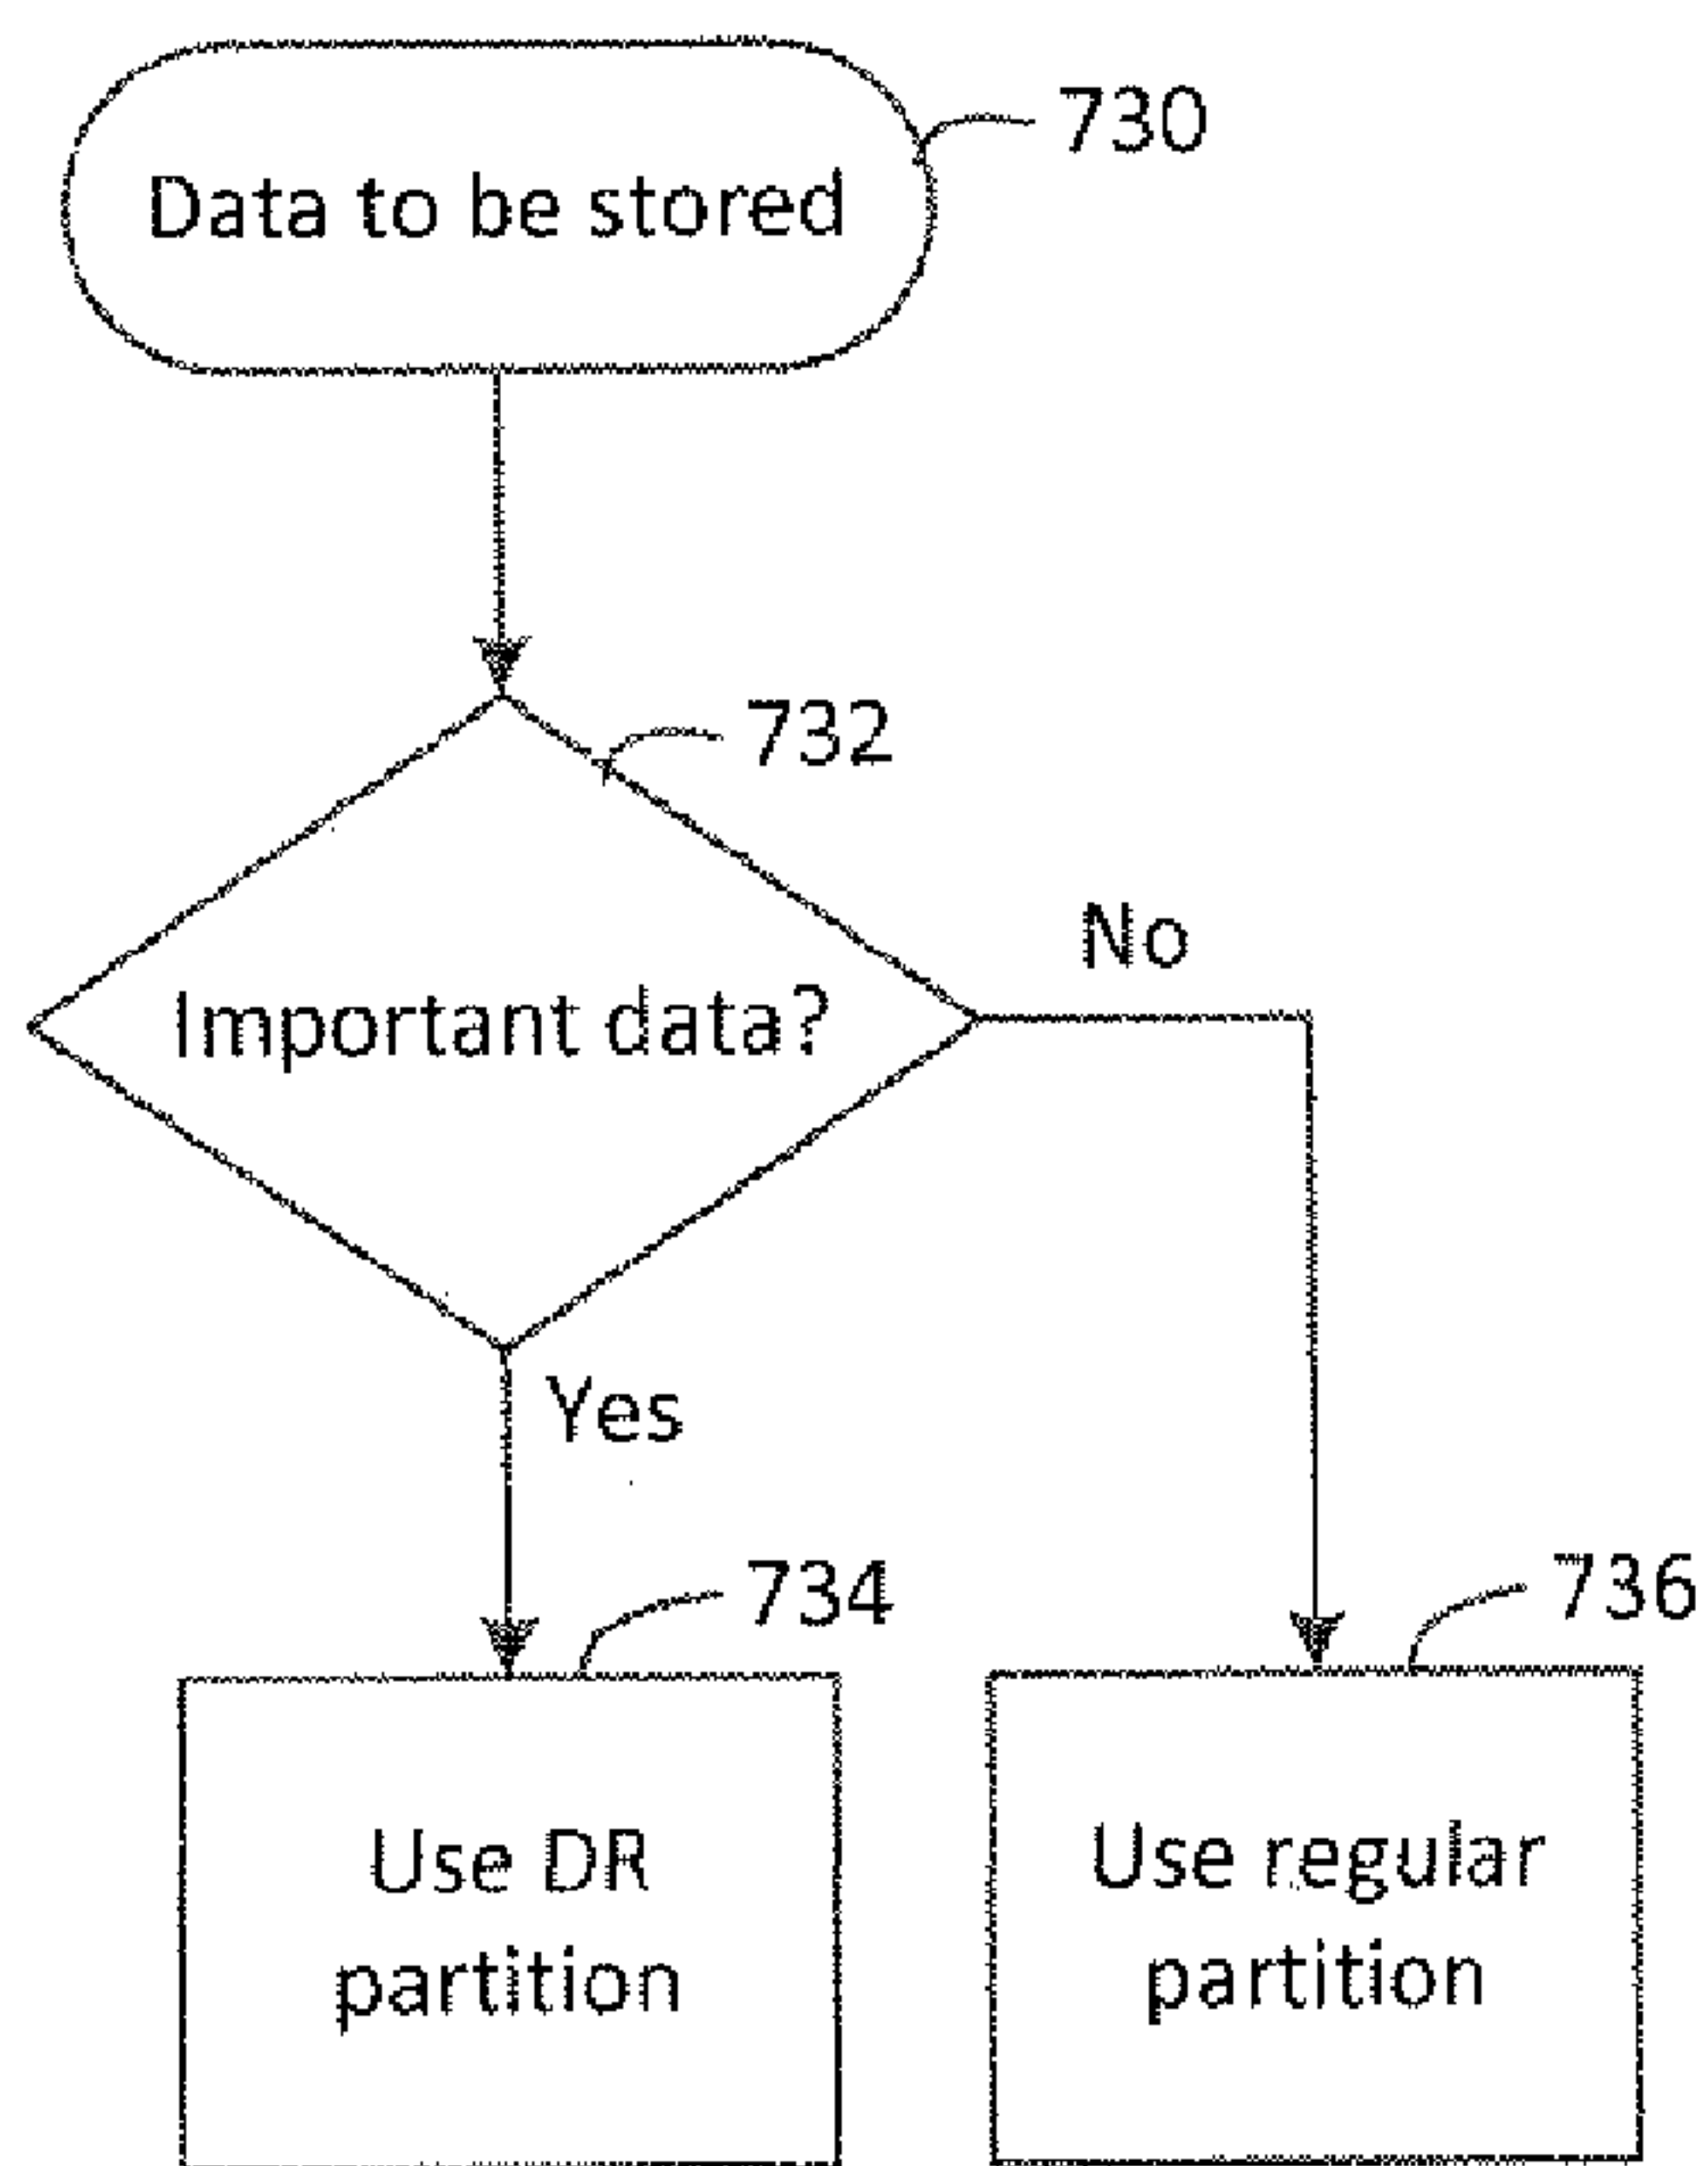 730
Data to be stored
732
Important data?
No
Yes
734
736
Use DR
partition
Use regular
partition